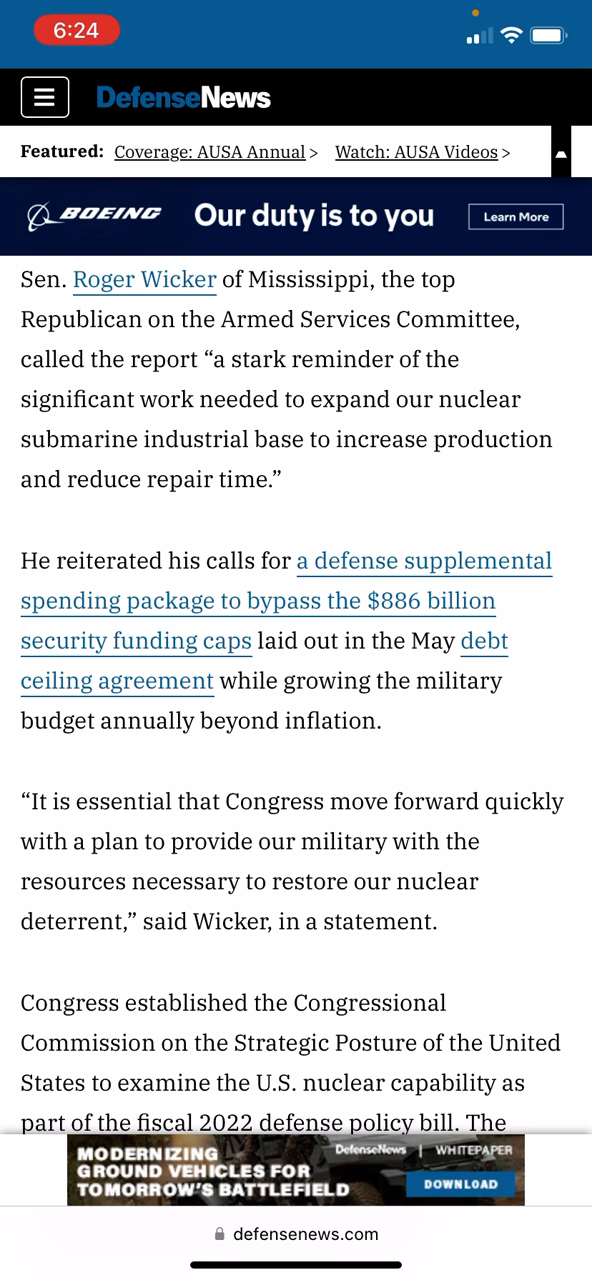 6:24
DefenseNews
Featured: Coverage: AUSA Annual > Watch: AUSA Videos >
BOEING Our duty is to you Learn More
Sen. Roger Wicker of Mississippi, the top
Republican on the Armed Services Committee,
called the report “a stark reminder of the
significant work needed to expand our nuclear
submarine industrial base to increase production
and reduce repair time.”
He reiterated his calls for a defense supplemental
spending package to bypass the $886 billion
security funding caps laid out in the May debt
ceiling agreement while growing the military
budget annually beyond inflation.
“It is essential that Congress move forward quickly
with a plan to provide our military with the
resources necessary to restore our nuclear
deterrent,” said Wicker, in a statement.
Congress established the Congressional
Commission on the Strategic Posture of the United
States to examine the U.S. nuclear capability as
part of the fiscal 2022 defense policy bill. The
MODERNIZING
GROUND VEHICLES FOR
TOMORROW'S BATTLEFIELD
DefenseNews | WHITEPAPER
DOWNLOAD
defensenews.com